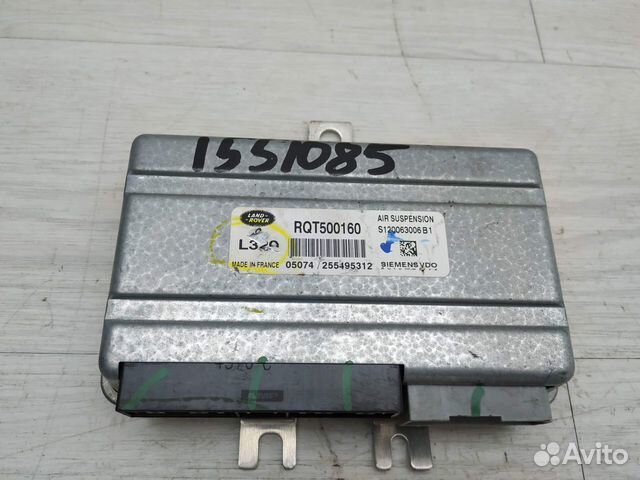 1551085
LAND-
ROVER
RQT500160
AIR SUSPENSION
S120063006B1
L320
MADE IN FRANCE
05074 / 255495312
SIEMENS VDO
Avito